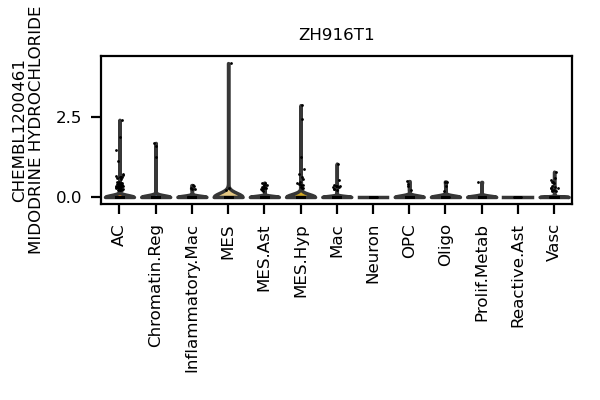 ZH916T1
CHEMBL1200461
MIDODRINE HYDROCHLORIDE
2.5
0.0
AC
Chromatin.Reg
Inflammatory.Mac
MES
MES.Ast
MES.Hyp
Mac
Neuron
OPC
Oligo
Prolif.Metab
Reactive.Ast
Vasc